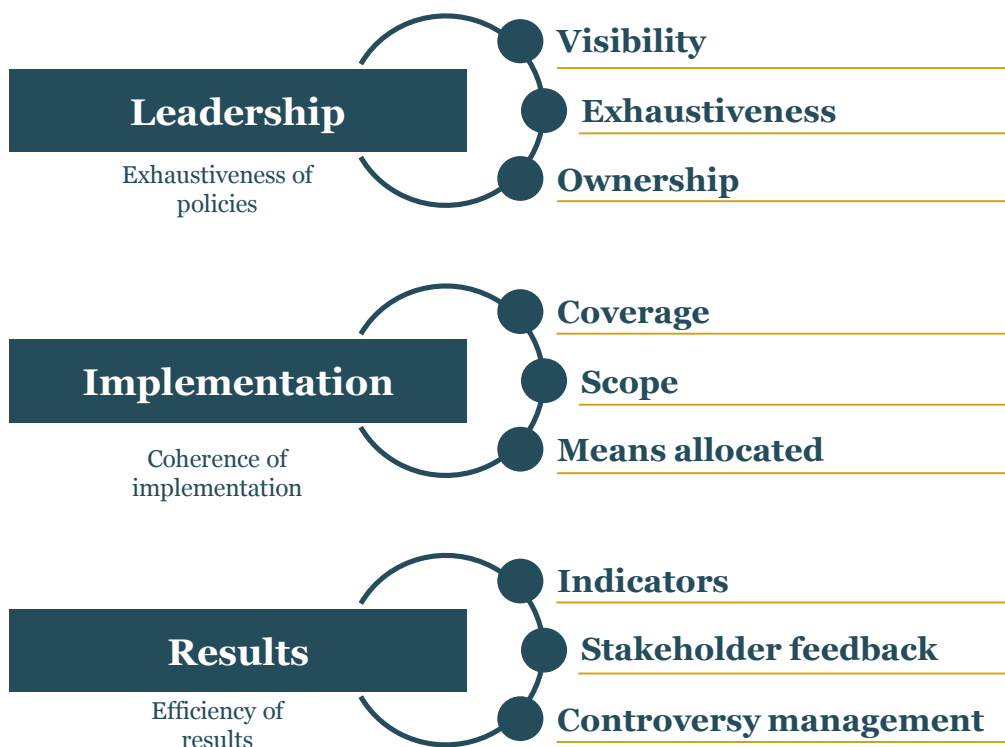 Visibility
Leadership
Exhaustiveness
Exhaustiveness of
policies
Ownership
Coverage
Implementation
Scope
Coherence of
implementation
Means allocated
Indicators
Results
Stakeholder feedback
Efficiency of
results
Controversy management